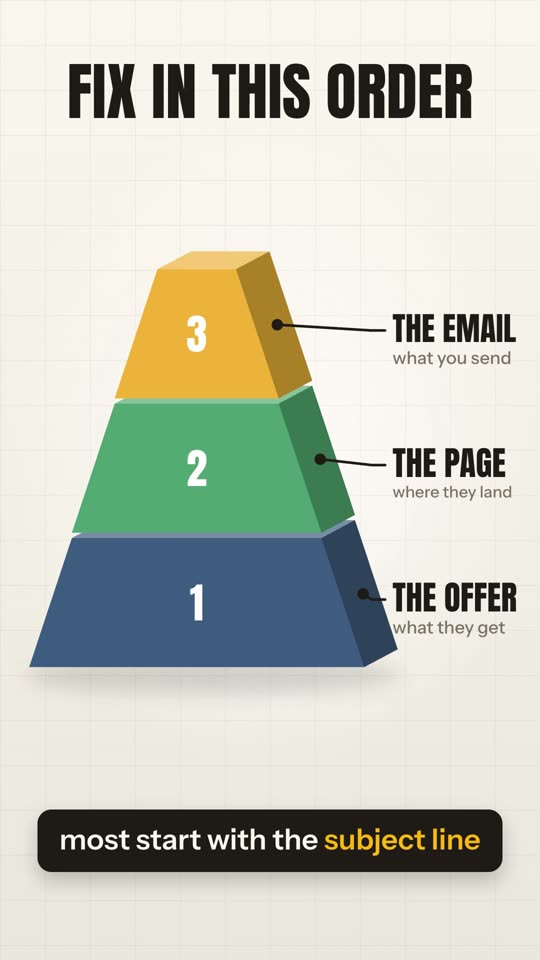 FIX IN THIS ORDER
3
THE EMAIL
what you send
2
THE PAGE
where they land
1
THE OFFER
what they get
most start with the subject line